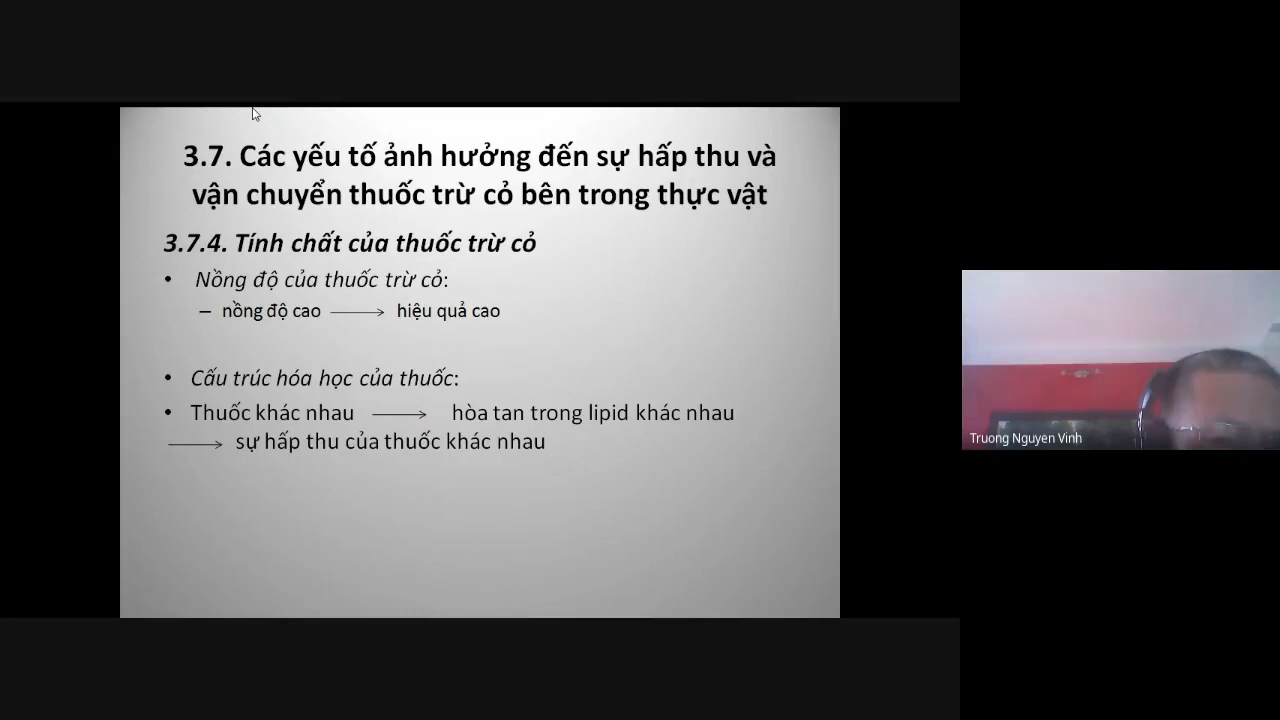 3.7. Các yếu tố ảnh hưởng đến sự hấp thu và
vận chuyển thuốc trừ cỏ bên trong thực vật
3.7.4. Tính chất của thuốc trừ cỏ
• Nồng độ của thuốc trừ cỏ:
– nồng độ cao ⟶ hiệu quả cao
• Cấu trúc hóa học của thuốc:
• Thuốc khác nhau ⟶ hòa tan trong lipid khác nhau
⟶ sự hấp thu của thuốc khác nhau
Truong Nguyen Vinh